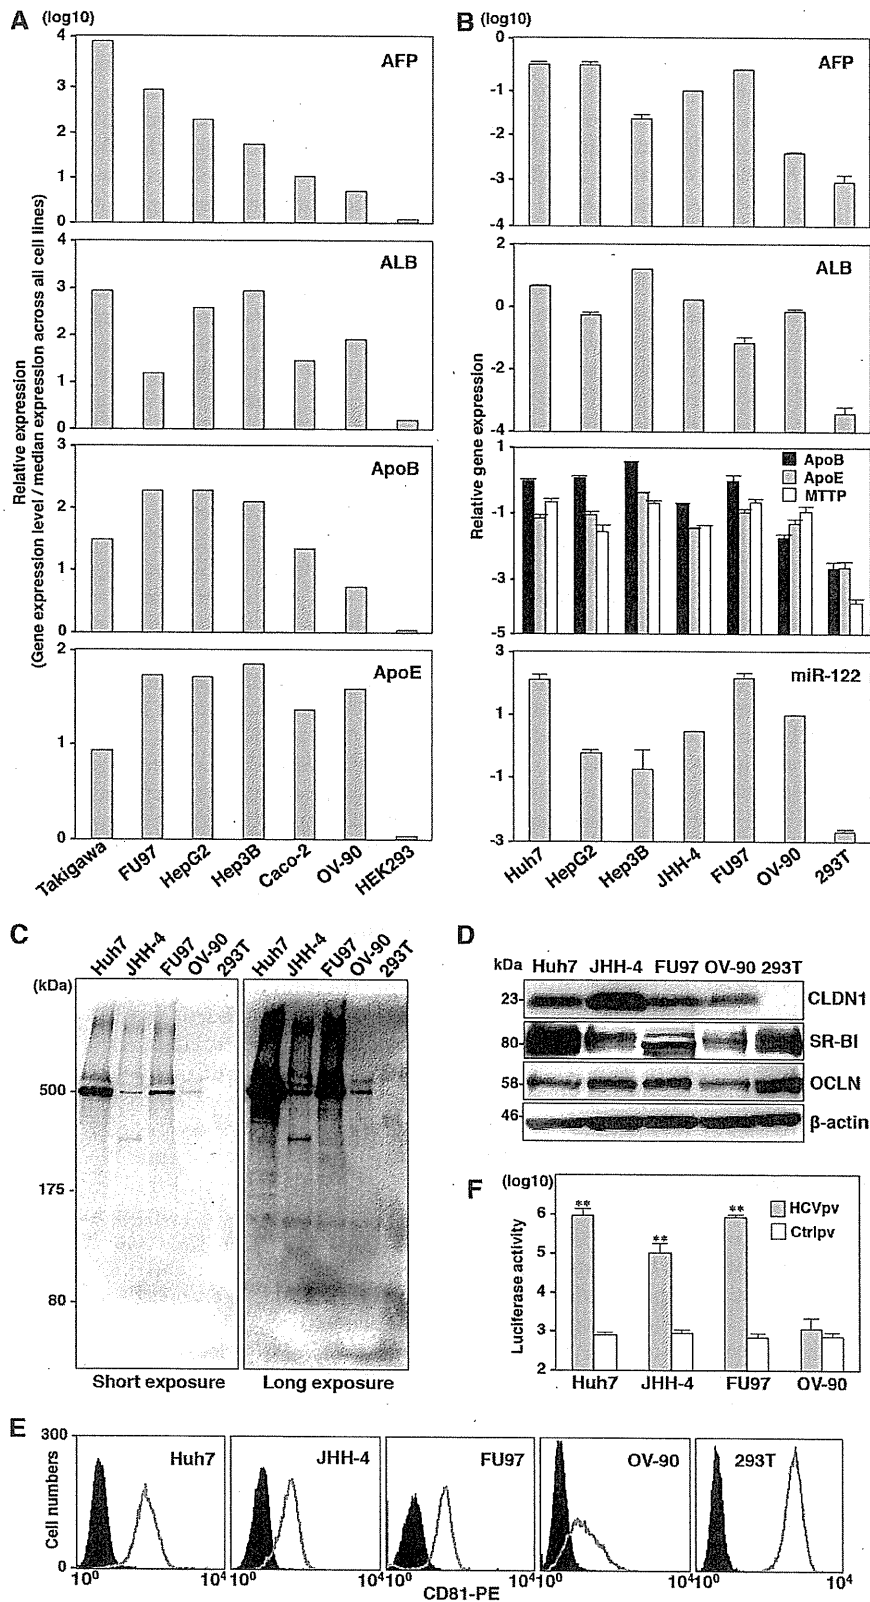 A (log10)
Relative expression
(Gene expression level / median expression across all cell lines)
4
3
2
1
0
AFP
4
3
2
1
0
ALB
3
2
1
0
ApoB
2
1
0
ApoE
Takigawa
FU97
HepG2
Hep3B
Caco-2
OV-90
HEK293
B (log10)
Relative gene expression
0
-1
-2
-3
-4
AFP
2
0
-2
-4
ALB
1
-1
-3
-5
ApoB
ApoE
MTTP
3
1
-1
-3
miR-122
Huh7
HepG2
Hep3B
JHH-4
FU97
OV-90
293T
C
(kDa)
500
175
80
Huh7 JHH-4 FU97 OV-90 293T
Huh7 JHH-4 FU97 OV-90 293T
Short exposure
Long exposure
D
kDa Huh7 JHH-4 FU97 OV-90 293T
23 CLDN1
80 SR-BI
58 OCLN
46 β-actin
F (log10)
Luciferase activity
6
5
4
3
2
** ** **
HCVpv
Ctrlpv
Huh7 JHH-4 FU97 OV-90
E
Cell numbers
300
0
Huh7 JHH-4 FU97 OV-90 293T
10⁰ 10⁴ 10⁰ 10⁴ 10⁰ 10⁴ 10⁰ 10⁴ 10⁰ 10⁴
CD81-PE